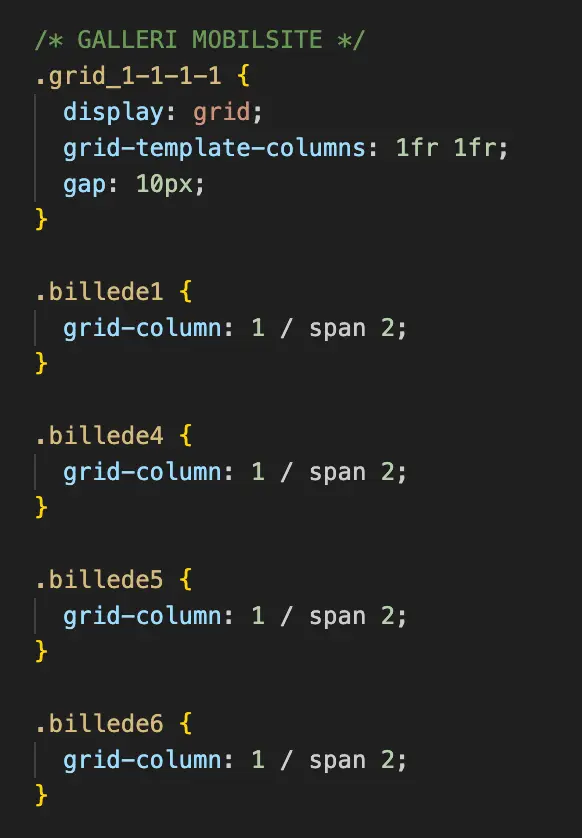 /* GALLERI MOBILSITE */
.grid_1-1-1-1 {
  display: grid;
  grid-template-columns: 1fr 1fr;
  gap: 10px;
}

.billede1 {
  grid-column: 1 / span 2;
}

.billede4 {
  grid-column: 1 / span 2;
}

.billede5 {
  grid-column: 1 / span 2;
}

.billede6 {
  grid-column: 1 / span 2;
}